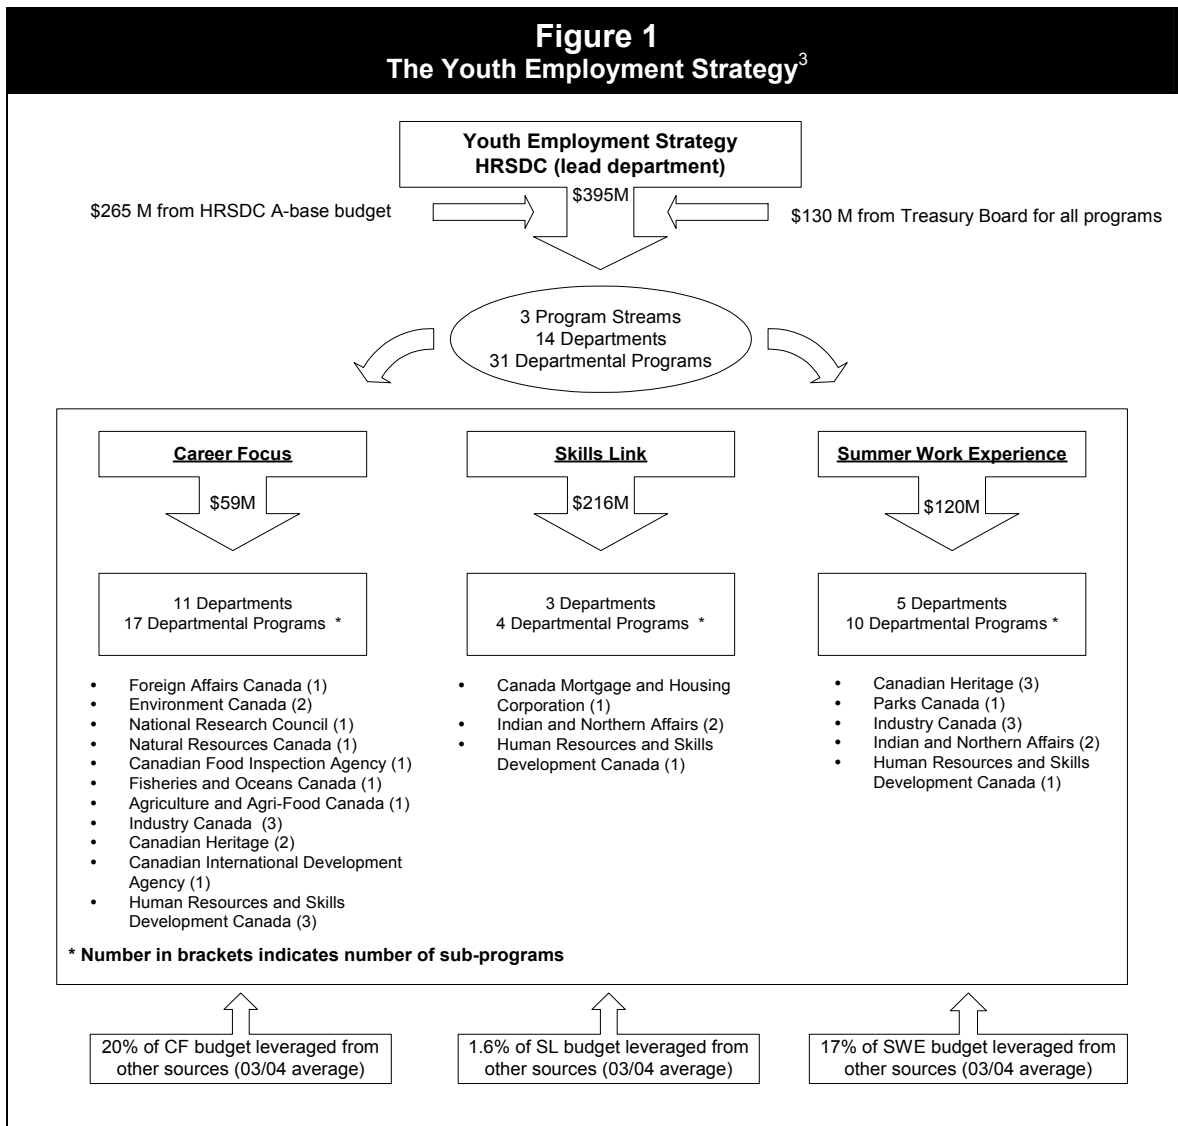 Figure 1
The Youth Employment Strategy3
Youth Employment Strategy
HRSDC (lead department)
$395M
$265 M from HRSDC A-base budget
$130 M from Treasury Board for all programs
3 Program Streams
14 Departments
31 Departmental Programs
Career Focus
$59M
11 Departments
17 Departmental Programs *
• Foreign Affairs Canada (1)
• Environment Canada (2)
• National Research Council (1)
• Natural Resources Canada (1)
• Canadian Food Inspection Agency (1)
• Fisheries and Oceans Canada (1)
• Agriculture and Agri-Food Canada (1)
• Industry Canada (3)
• Canadian Heritage (2)
• Canadian International Development
Agency (1)
• Human Resources and Skills
Development Canada (3)
Skills Link
$216M
3 Departments
4 Departmental Programs *
• Canada Mortgage and Housing
Corporation (1)
• Indian and Northern Affairs (2)
• Human Resources and Skills
Development Canada (1)
Summer Work Experience
$120M
5 Departments
10 Departmental Programs *
• Canadian Heritage (3)
• Parks Canada (1)
• Industry Canada (3)
• Indian and Northern Affairs (2)
• Human Resources and Skills
Development Canada (1)
* Number in brackets indicates number of sub-programs
20% of CF budget leveraged from
other sources (03/04 average)
1.6% of SL budget leveraged from
other sources (03/04 average)
17% of SWE budget leveraged from
other sources (03/04 average)